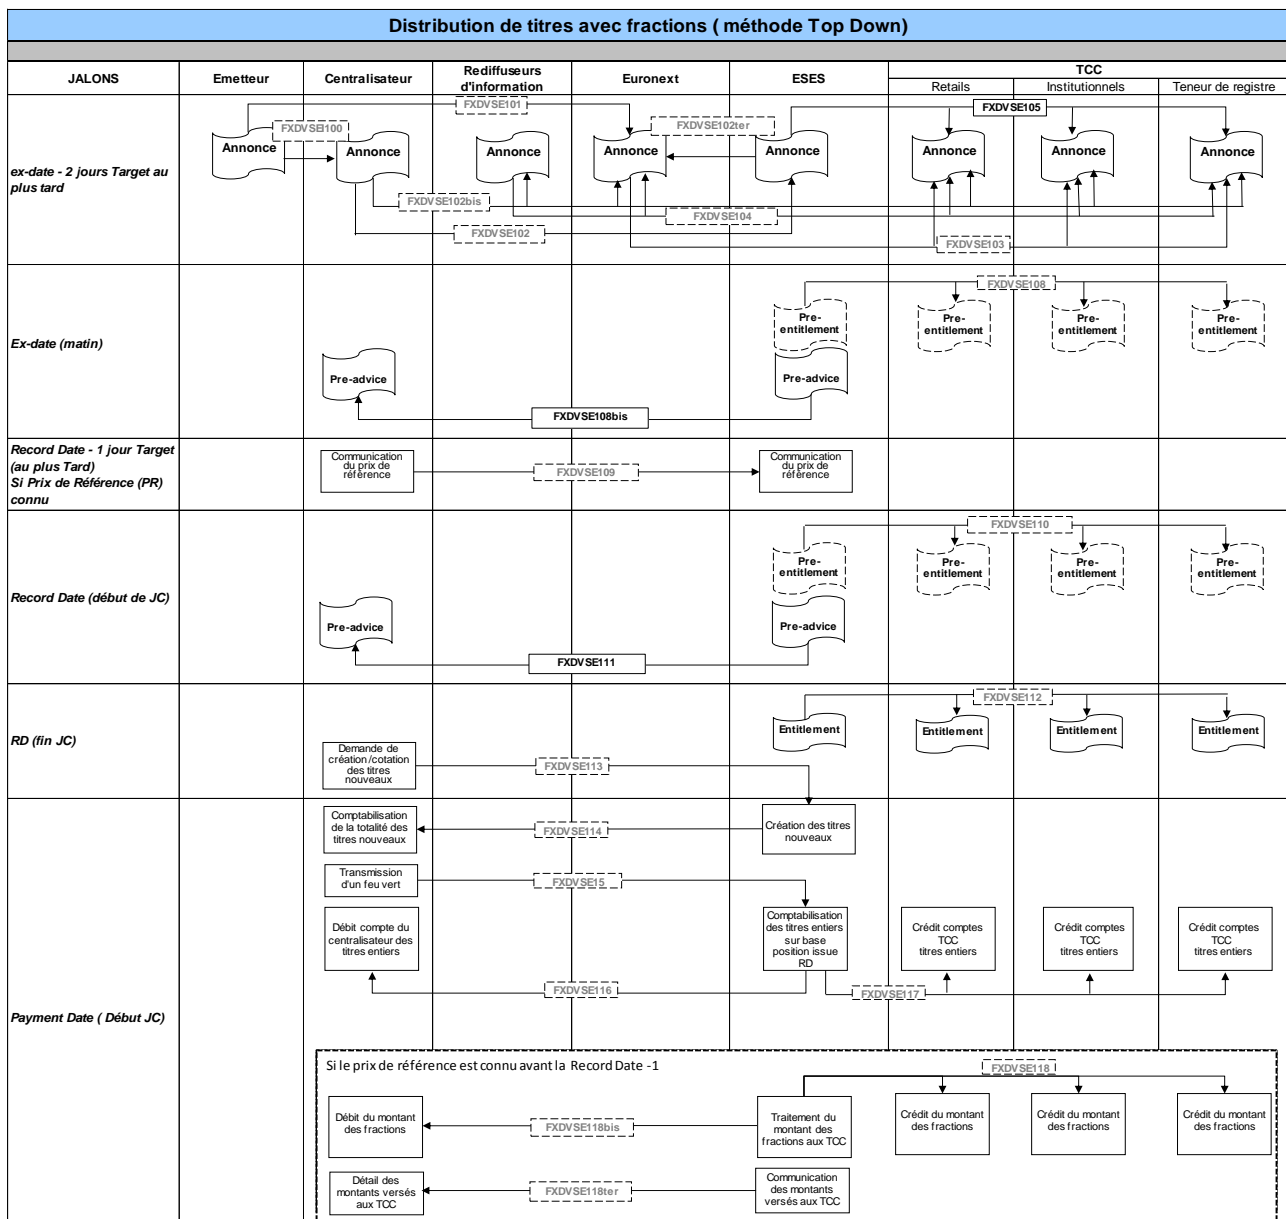 Distribution de titres avec fractions ( méthode Top Down)
JALONS
Emetteur
Centralisateur
Rediffuseurs
d'information
Euronext
ESES
TCC
Retails
Institutionnels
Teneur de registre
ex-date - 2 jours Target au
plus tard
FXDVSE101
FXDVSEI100
FXDVSE102ter
FXDVSE105
Annonce
Annonce
Annonce
Annonce
Annonce
Annonce
Annonce
Annonce
FXDVSE102bis
FXDVSE104
FXDVSE102
FXDVSE103
Ex-date (matin)
FXDVSE108
Pre-
entitlement
Pre-
entitlement
Pre-
entitlement
Pre-
entitlement
Pre-advice
Pre-advice
FXDVSE108bis
Record Date - 1 jour Target
(au plus Tard)
Si Prix de Référence (PR)
connu
Communication
du prix de
référence
FXDVSE109
Communication
du prix de
référence
Record Date (début de JC)
FXDVSE110
Pre-
entitlement
Pre-
entitlement
Pre-
entitlement
Pre-
entitlement
Pre-advice
Pre-advice
FXDVSE111
RD (fin JC)
FXDVSE112
Entitlement
Entitlement
Entitlement
Entitlement
Demande de
création/cotation
des titres
nouveaux
FXDVSE113
Payment Date ( Début JC)
Comptabilisation
de la totalité des
titres nouveaux
FXDVSE114
Création des titres
nouveaux
Transmission
d'un feu vert
FXDVSE15
Débit compte du
centralisateur des
titres entiers
Comptabilisation
des titres entiers
sur base
position issue
RD
Crédit comptes
TCC
titres entiers
Crédit comptes
TCC
titres entiers
Crédit comptes
TCC
titres entiers
FXDVSE116
FXDVSE117
Si le prix de référence est connu avant la Record Date -1
FXDVSE118
Débit du montant
des fractions
FXDVSE118bis
Traitement du
montant des
fractions aux TCC
Crédit du montant
des fractions
Crédit du montant
des fractions
Crédit du montant
des fractions
Détail des
montants versés
aux TCC
FXDVSE118ter
Communication
des montants
versés aux TCC